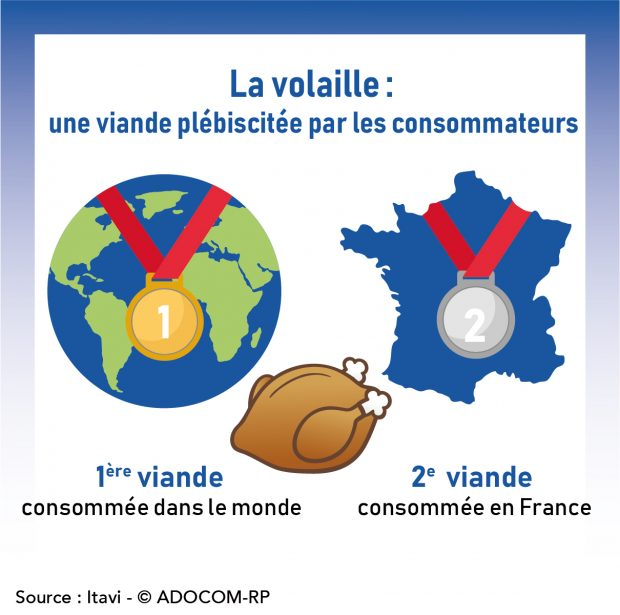 La volaille :
une viande plébiscitée par les consommateurs
1
2
1ère viande
consommée dans le monde
2e viande
consommée en France
Source : Itavi - © ADOCOM-RP